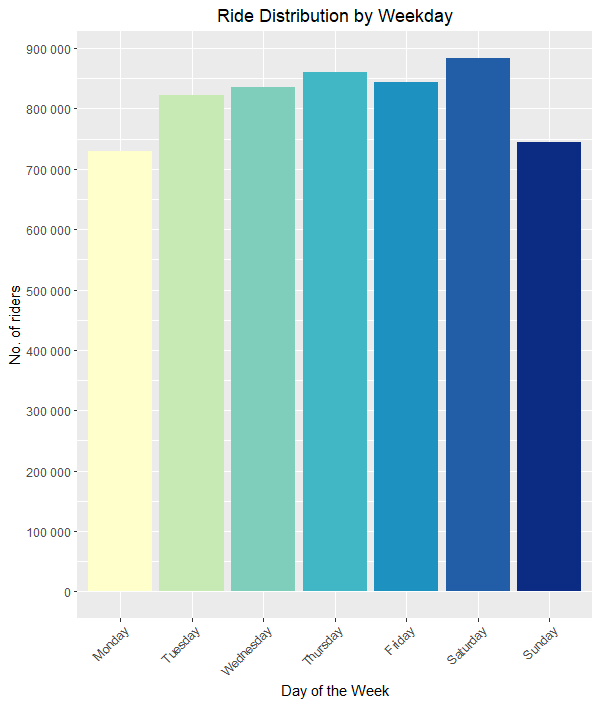 Ride Distribution by Weekday
900 000
800 000
700 000
600 000
500 000
400 000
300 000
200 000
100 000
0
No. of riders
Monday
Tuesday
Wednesday
Thursday
Friday
Saturday
Sunday
Day of the Week